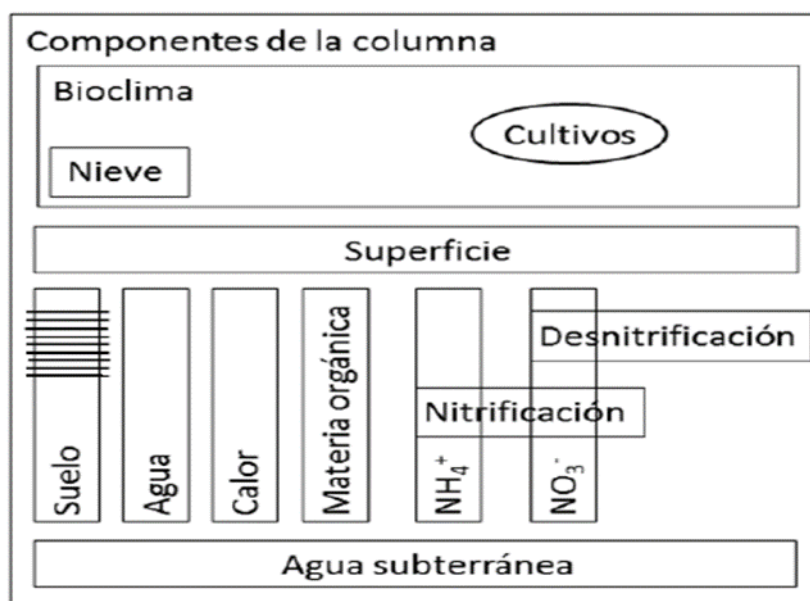 Componentes de la columna
Bioclima
Cultivos
Nieve
Superficie
Suelo
Agua
Calor
Materia orgánica
NH₄⁺
NO₃⁻
Desnitrificación
Nitrificación
Agua subterránea